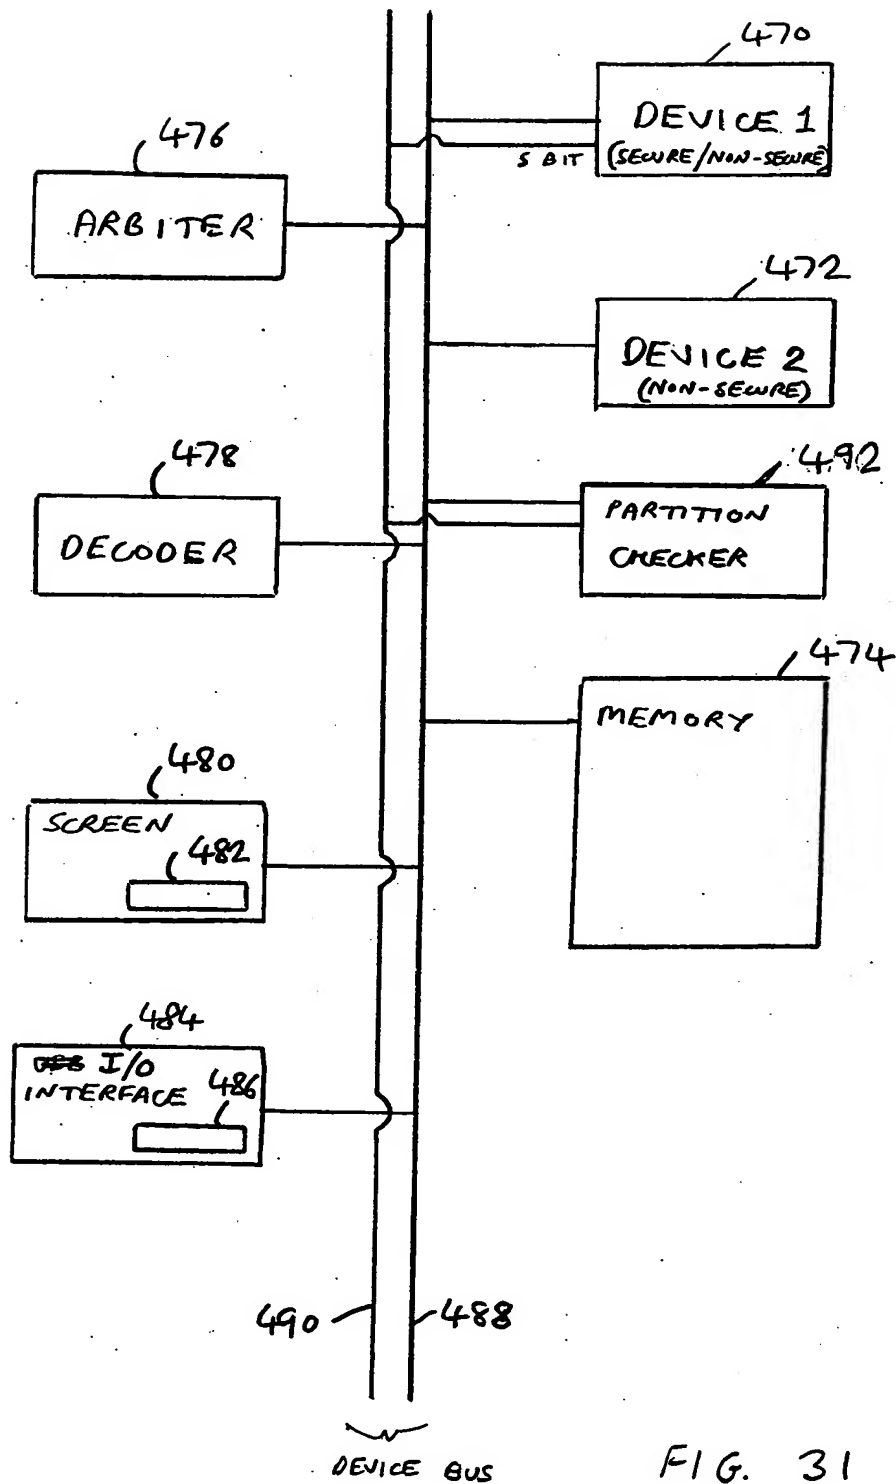 470
DEVICE 1
(SECURE/NON-SECURE)
S BIT
476
ARBITER
472
DEVICE 2
(NON-SECURE)
478
DECODER
492
PARTITION
CHECKER
474
MEMORY
480
SCREEN
482
484
I/O
INTERFACE
486
490
488
DEVICE BUS
FIG. 31